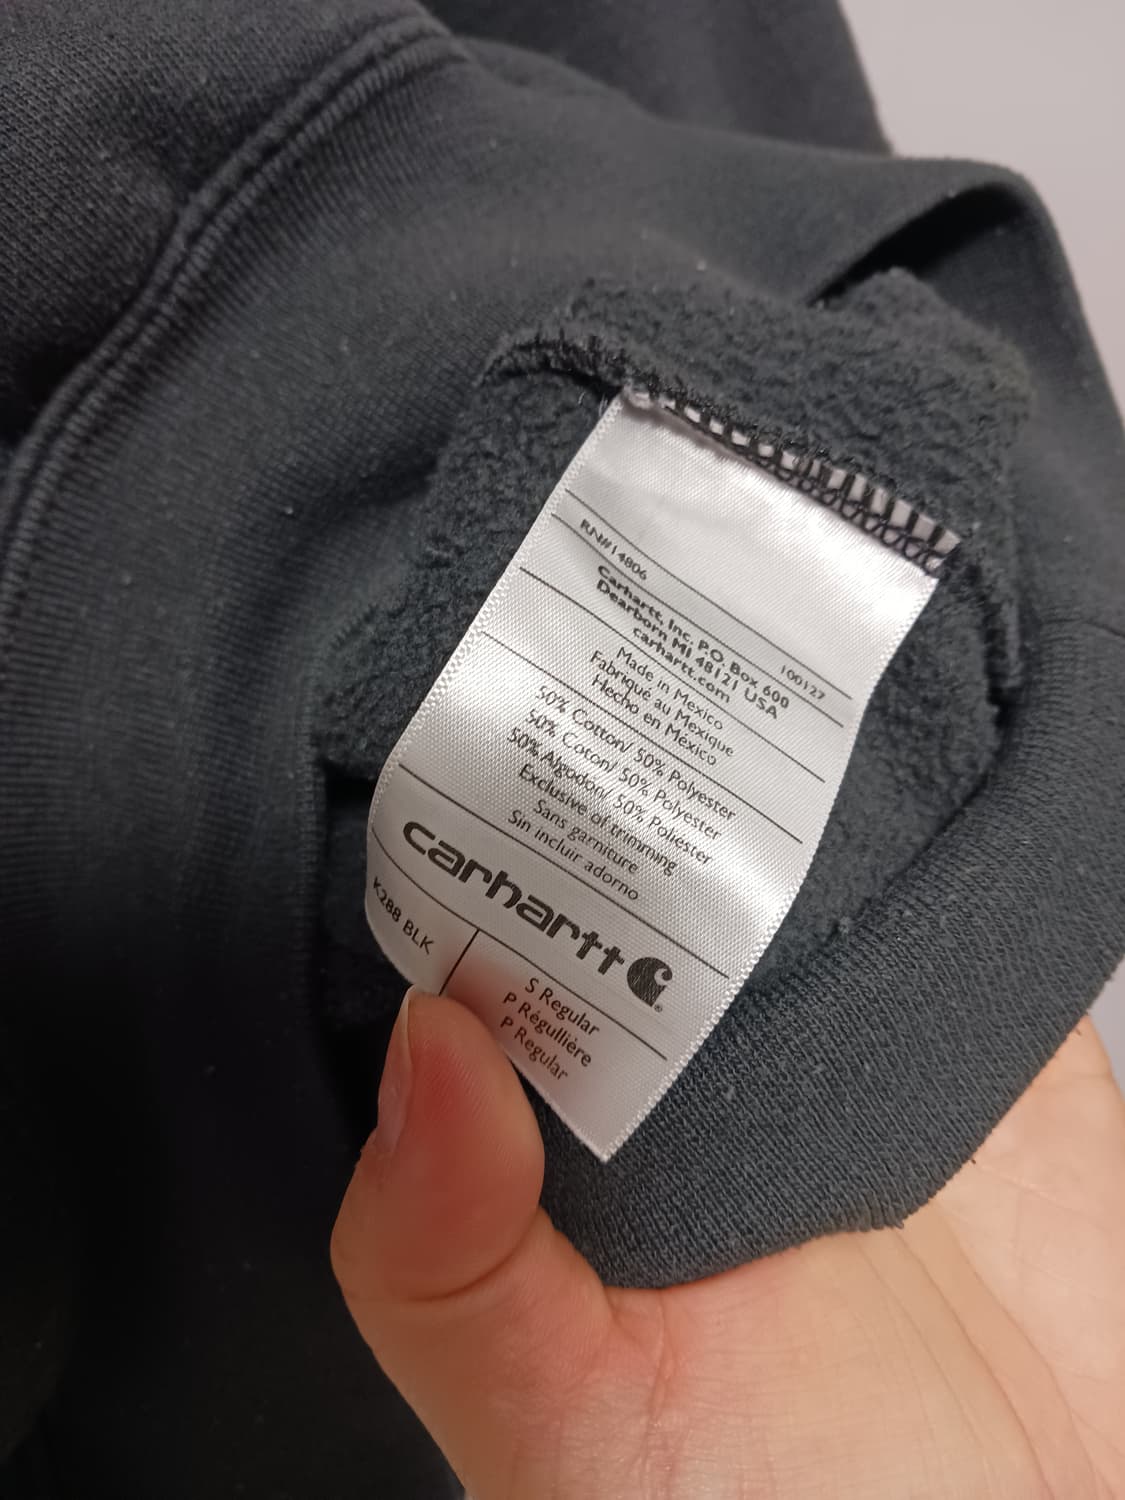 RN#14806 100127
Carhartt, Inc. P.O. Box 600
Dearborn MI 48121 USA
carhartt.com
Made in Mexico
Fabriqué au Mexique
Hecho en México
50% Cotton/ 50% Polyester
50% Coton/ 50% Polyester
50% Algodon/ 50% Poliester
Exclusive of trimming
Sans garniture
Sin incluir adorno
carhartt
K288 BLK
S Regular
P Régullière
P Regular